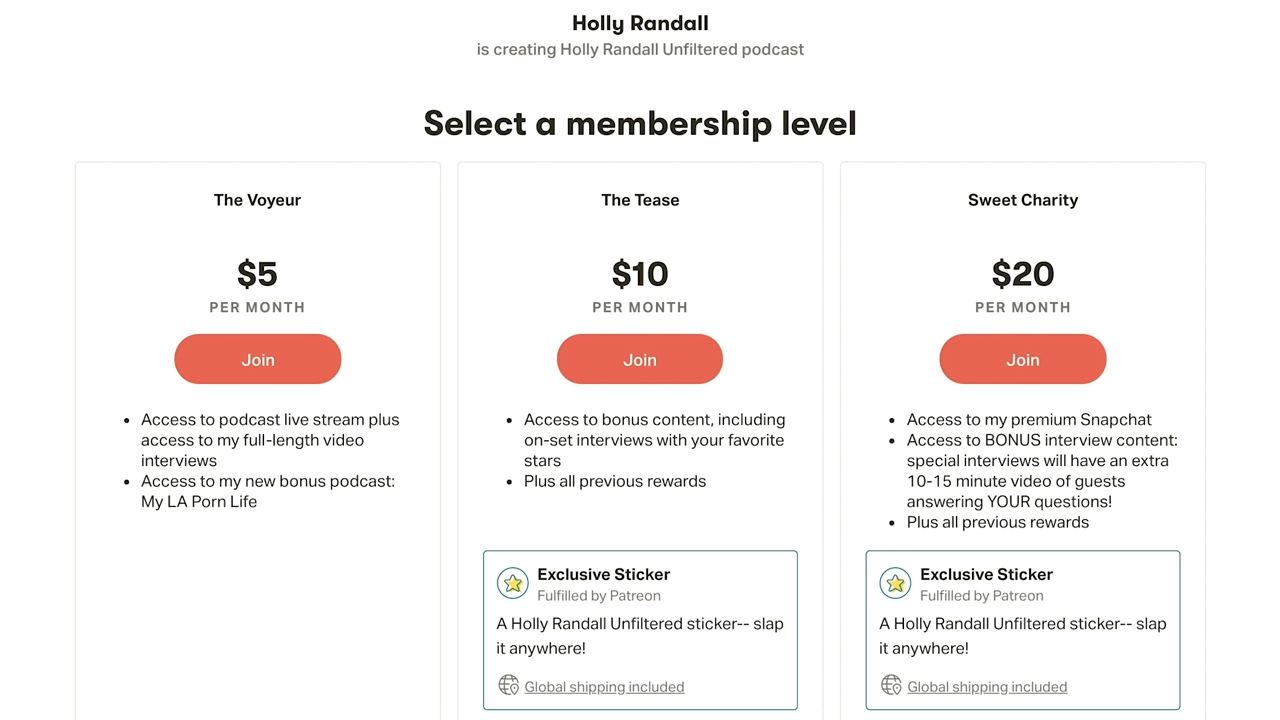 Holly Randall
is creating Holly Randall Unfiltered podcast
Select a membership level
The Voyeur
$5
PER MONTH
Join
• Access to podcast live stream plus
access to my full-length video
interviews
• Access to my new bonus podcast:
My LA Porn Life
The Tease
$10
PER MONTH
Join
• Access to bonus content, including
on-set interviews with your favorite
stars
• Plus all previous rewards
Exclusive Sticker
Fulfilled by Patreon
A Holly Randall Unfiltered sticker-- slap
it anywhere!
Global shipping included
Sweet Charity
$20
PER MONTH
Join
• Access to my premium Snapchat
• Access to BONUS interview content:
special interviews will have an extra
10-15 minute video of guests
answering YOUR questions!
• Plus all previous rewards
Exclusive Sticker
Fulfilled by Patreon
A Holly Randall Unfiltered sticker-- slap
it anywhere!
Global shipping included